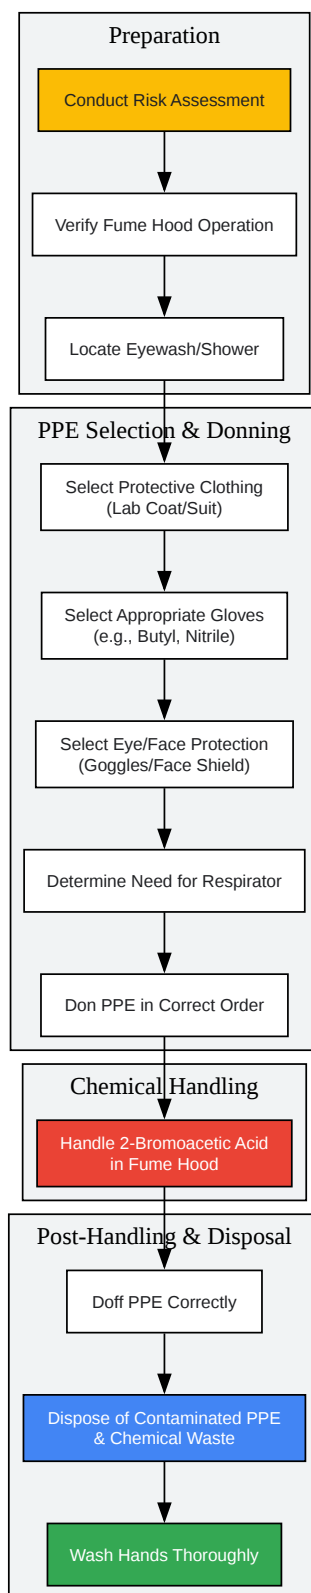 Preparation
Conduct Risk Assessment
Verify Fume Hood Operation
Locate Eyewash/Shower
PPE Selection & Donning
Select Protective Clothing
(Lab Coat/Suit)
Select Appropriate Gloves
(e.g., Butyl, Nitrile)
Select Eye/Face Protection
(Goggles/Face Shield)
Determine Need for Respirator
Don PPE in Correct Order
Chemical Handling
Handle 2-Bromoacetic Acid
in Fume Hood
Post-Handling & Disposal
Doff PPE Correctly
Dispose of Contaminated PPE
& Chemical Waste
Wash Hands Thoroughly